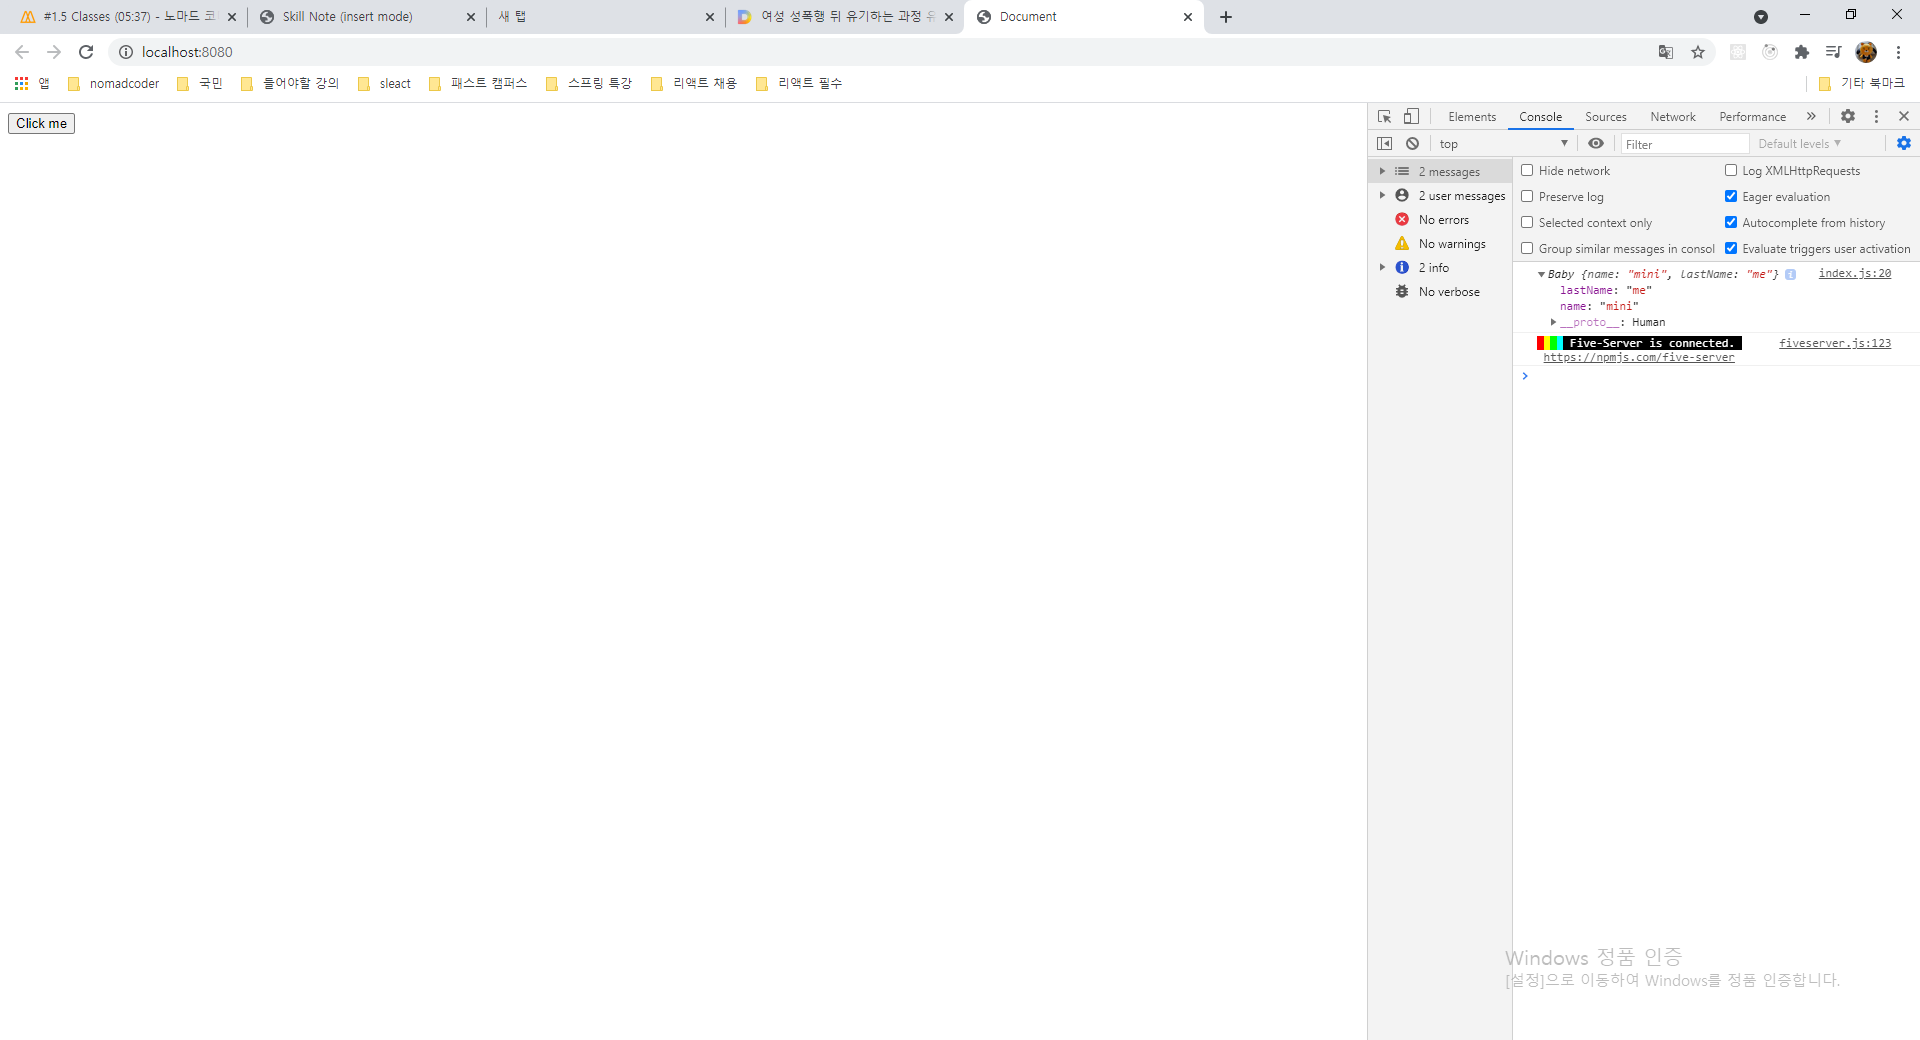 #1.5 Classes (05:37) - 노마드 코
Skill Note (insert mode)
새 탭
여성 성폭행 뒤 유기하는 과정
Document
localhost:8080
앱
nomadcoder
국민
들어야할 강의
sleact
패스트 캠퍼스
스프링 특강
리액트 채용
리액트 필수
기타 북마크
Click me
Elements
Console
Sources
Network
Performance
top
Filter
Default levels
2 messages
2 user messages
No errors
No warnings
2 info
No verbose
Hide network
Log XMLHttpRequests
Preserve log
Eager evaluation
Selected context only
Autocomplete from history
Group similar messages in consol
Evaluate triggers user activation
Baby {name: "mini", lastName: "me"}
index.js:20
lastName: "me"
name: "mini"
__proto__: Human
Five-Server is connected.
fiveserver.js:123
https://npmjs.com/five-server
Windows 정품 인증
[설정]으로 이동하여 Windows를 정품 인증합니다.